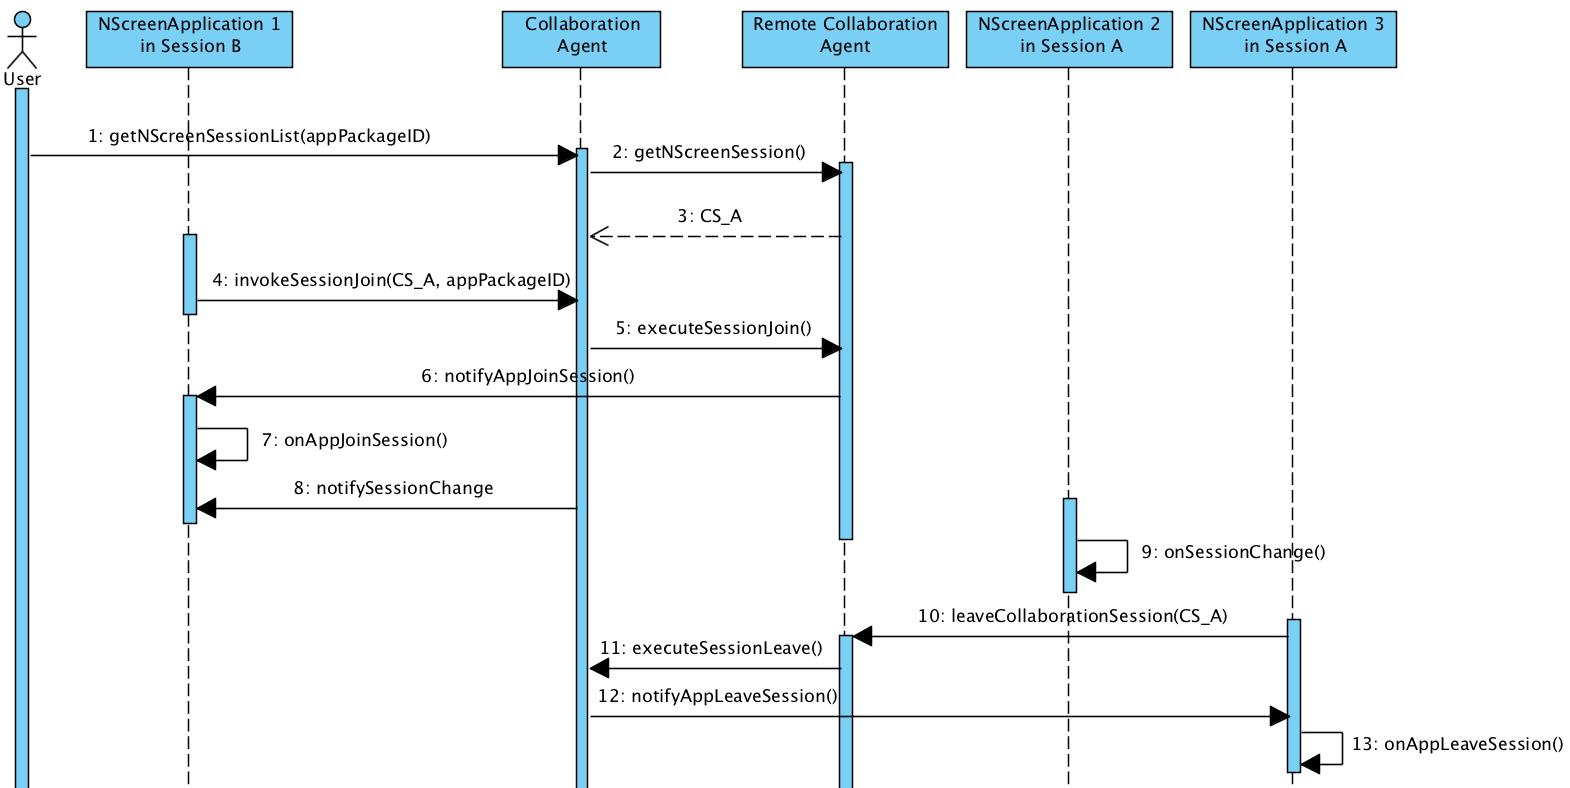 NScreenApplication 1
in Session B
Collaboration
Agent
Remote Collaboration
Agent
NScreenApplication 2
in Session A
NScreenApplication 3
in Session A
User
1: getNScreenSessionList(appPackageID)
2: getNScreenSession()
3: CS_A
4: invokeSessionJoin(CS_A, appPackageID)
5: executeSessionJoin()
6: notifyAppJoinSession()
7: onAppJoinSession()
8: notifySessionChange
9: onSessionChange()
10: leaveCollaborationSession(CS_A)
11: executeSessionLeave()
12: notifyAppLeaveSession()
13: onAppLeaveSession()